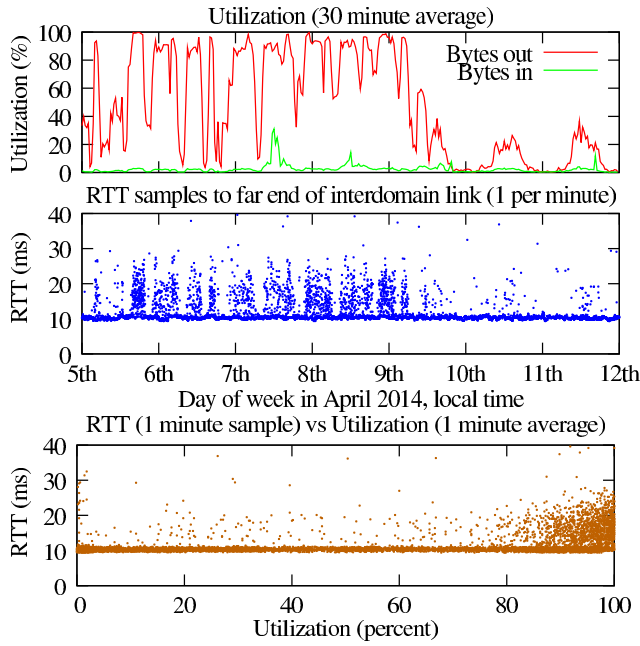 Utilization (30 minute average)
Utilization (%)
100
80
60
40
20
0
Bytes out
Bytes in
RTT samples to far end of interdomain link (1 per minute)
RTT (ms)
40
30
20
10
0
5th 6th 7th 8th 9th 10th 11th 12th
Day of week in April 2014, local time
RTT (1 minute sample) vs Utilization (1 minute average)
RTT (ms)
40
30
20
10
0
0 20 40 60 80 100
Utilization (percent)